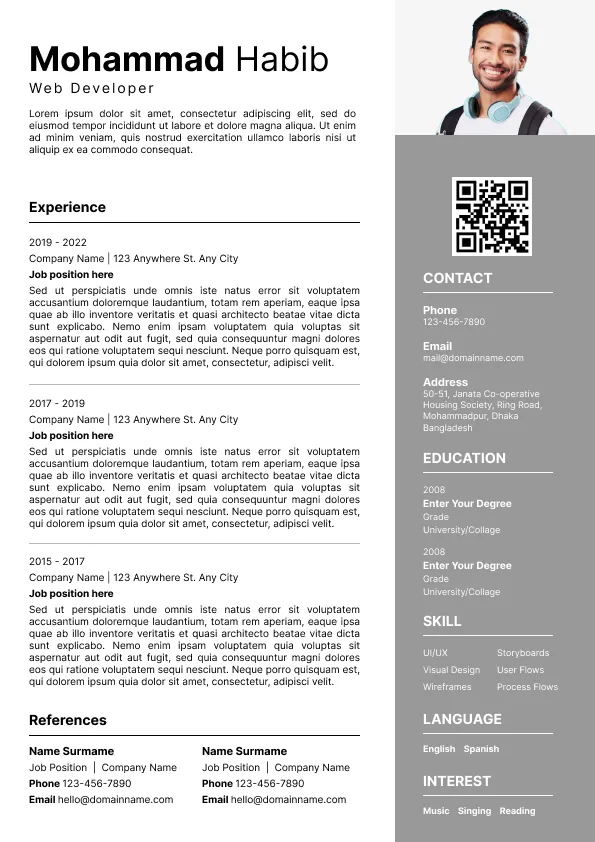 Mohammad Habib
Web Developer
Lorem ipsum dolor sit amet, consectetur adipiscing elit, sed do
eiusmod tempor incididunt ut labore et dolore magna aliqua. Ut enim
ad minim veniam, quis nostrud exercitation ullamco laboris nisi ut
aliquip ex ea commodo consequat.
Experience
2019 - 2022
Company Name | 123 Anywhere St. Any City
Job position here
Sed ut perspiciatis unde omnis iste natus error sit voluptatem
accusantium doloremque laudantium, totam rem aperiam, eaque ipsa
quae ab illo inventore veritatis et quasi architecto beatae vitae dicta
sunt explicabo. Nemo enim ipsam voluptatem quia voluptas sit
aspernatur aut odit aut fugit, sed quia consequuntur magni dolores
eos qui ratione voluptatem sequi nesciunt. Neque porro quisquam est,
qui dolorem ipsum quia dolor sit amet, consectetur, adipisci velit.
2017 - 2019
Company Name | 123 Anywhere St. Any City
Job position here
Sed ut perspiciatis unde omnis iste natus error sit voluptatem
accusantium doloremque laudantium, totam rem aperiam, eaque ipsa
quae ab illo inventore veritatis et quasi architecto beatae vitae dicta
sunt explicabo. Nemo enim ipsam voluptatem quia voluptas sit
aspernatur aut odit aut fugit, sed quia consequuntur magni dolores
eos qui ratione voluptatem sequi nesciunt. Neque porro quisquam est,
qui dolorem ipsum quia dolor sit amet, consectetur, adipisci velit.
2015 - 2017
Company Name | 123 Anywhere St. Any City
Job position here
Sed ut perspiciatis unde omnis iste natus error sit voluptatem
accusantium doloremque laudantium, totam rem aperiam, eaque ipsa
quae ab illo inventore veritatis et quasi architecto beatae vitae dicta
sunt explicabo. Nemo enim ipsam voluptatem quia voluptas sit
aspernatur aut odit aut fugit, sed quia consequuntur magni dolores
eos qui ratione voluptatem sequi nesciunt. Neque porro quisquam est,
qui dolorem ipsum quia dolor sit amet, consectetur, adipisci velit.
References
Name Surname
Job Position | Company Name
Phone 123-456-7890
Email hello@domainname.com
Name Surname
Job Position | Company Name
Phone 123-456-7890
Email hello@domainname.com
CONTACT
Phone
123-456-7890
Email
mail@domainname.com
Address
50-51, Janata Co-operative
Housing Society, Ring Road,
Mohammadpur, Dhaka
Bangladesh
EDUCATION
2008
Enter Your Degree
Grade
University/Collage
2008
Enter Your Degree
Grade
University/Collage
SKILL
UI/UX Storyboards
Visual Design User Flows
Wireframes Process Flows
LANGUAGE
English Spanish
INTEREST
Music Singing Reading